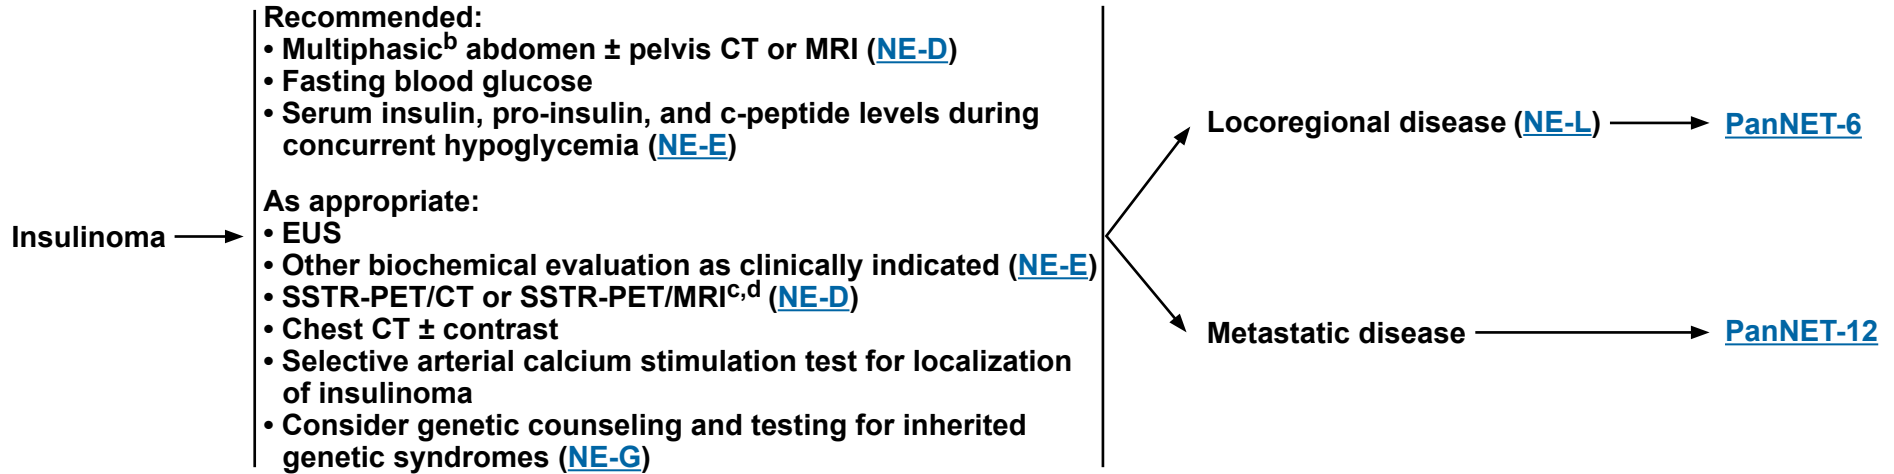 Insulinoma
Recommended:
• Multiphasicᵇ abdomen ± pelvis CT or MRI (NE-D)
• Fasting blood glucose
• Serum insulin, pro-insulin, and c-peptide levels during
concurrent hypoglycemia (NE-E)
As appropriate:
• EUS
• Other biochemical evaluation as clinically indicated (NE-E)
• SSTR-PET/CT or SSTR-PET/MRIᶜ,ᵈ (NE-D)
• Chest CT ± contrast
• Selective arterial calcium stimulation test for localization
of insulinoma
• Consider genetic counseling and testing for inherited
genetic syndromes (NE-G)
Locoregional disease (NE-L)
PanNET-6
Metastatic disease
PanNET-12